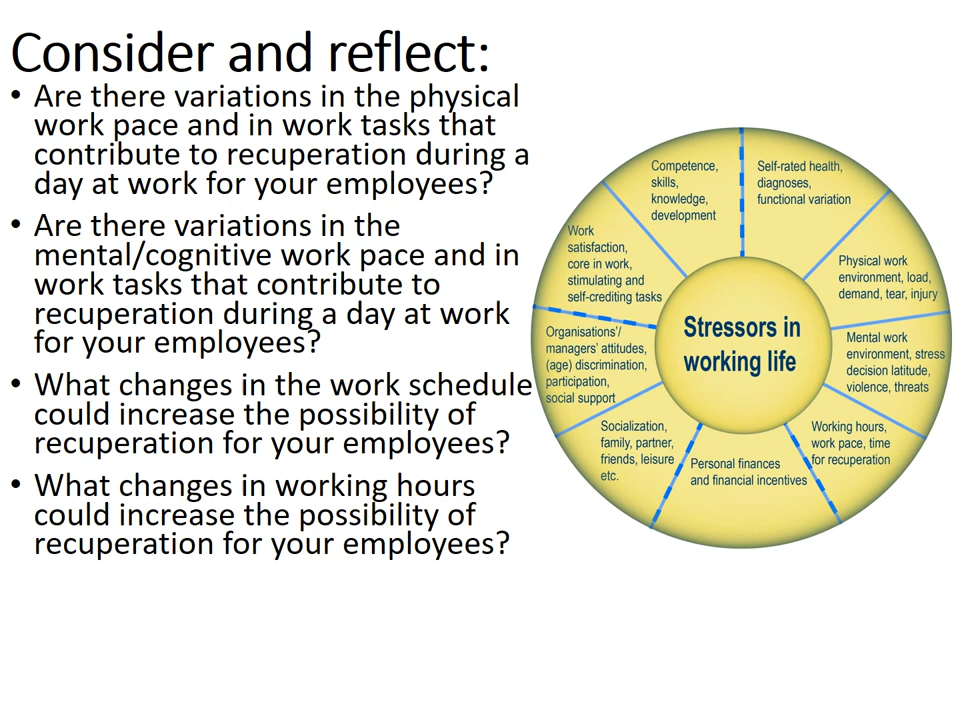 Consider and reflect:
• Are there variations in the physical
work pace and in work tasks that
contribute to recuperation during a
day at work for your employees?
• Are there variations in the
mental/cognitive work pace and in
work tasks that contribute to
recuperation during a day at work
for your employees?
• What changes in the work schedule
could increase the possibility of
recuperation for your employees?
• What changes in working hours
could increase the possibility of
recuperation for your employees?
Stressors in
working life
Self-rated health,
diagnoses,
functional variation
Physical work
environment, load,
demand, tear, injury
Mental work
environment, stress
decision latitude,
violence, threats
Working hours,
work pace, time
for recuperation
Personal finances
and financial incentives
Socialization,
family, partner,
friends, leisure
etc.
Organisations'/
managers' attitudes,
(age) discrimination,
participation,
social support
Work
satisfaction,
core in work,
stimulating and
self-crediting tasks
Competence,
skills,
knowledge,
development